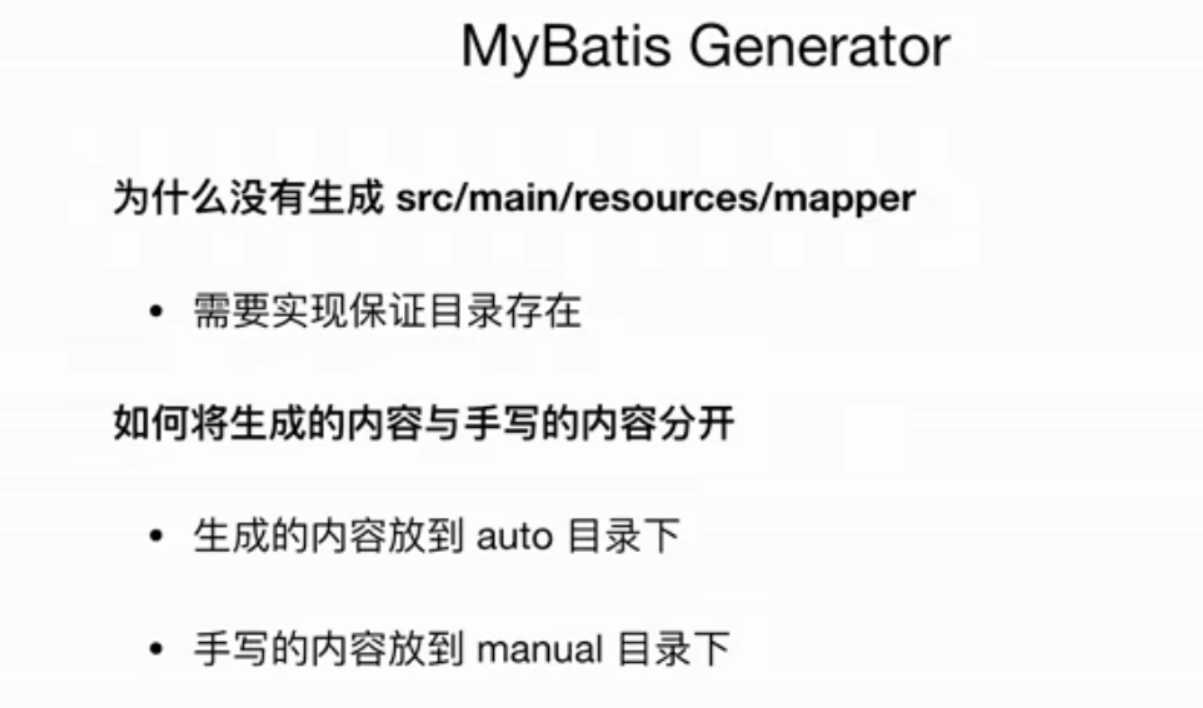 MyBatis Generator
为什么没有生成 src/main/resources/mapper
• 需要实现保证目录存在
如何将生成的内容与手写的内容分开
• 生成的内容放到 auto 目录下
• 手写的内容放到 manual 目录下